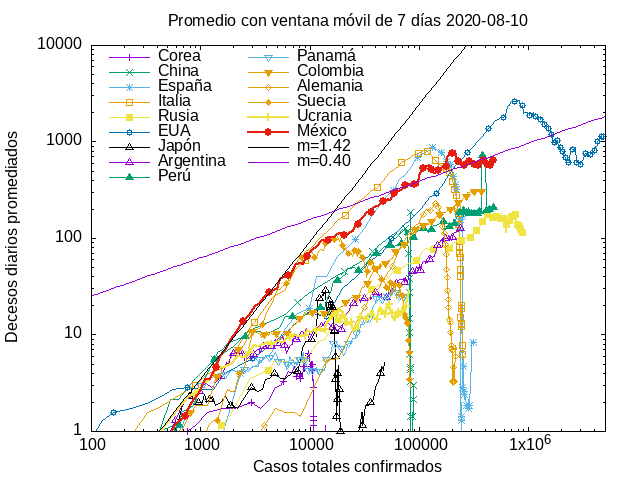 Promedio con ventana móvil de 7 días 2020-08-10
Decesos diarios promediados
10000
1000
100
10
1
Corea
China
España
Italia
Rusia
EUA
Japón
Argentina
Perú
Panamá
Colombia
Alemania
Suecia
Ucrania
México
m=1.42
m=0.40
100 1000 10000 100000 1x10⁶
Casos totales confirmados